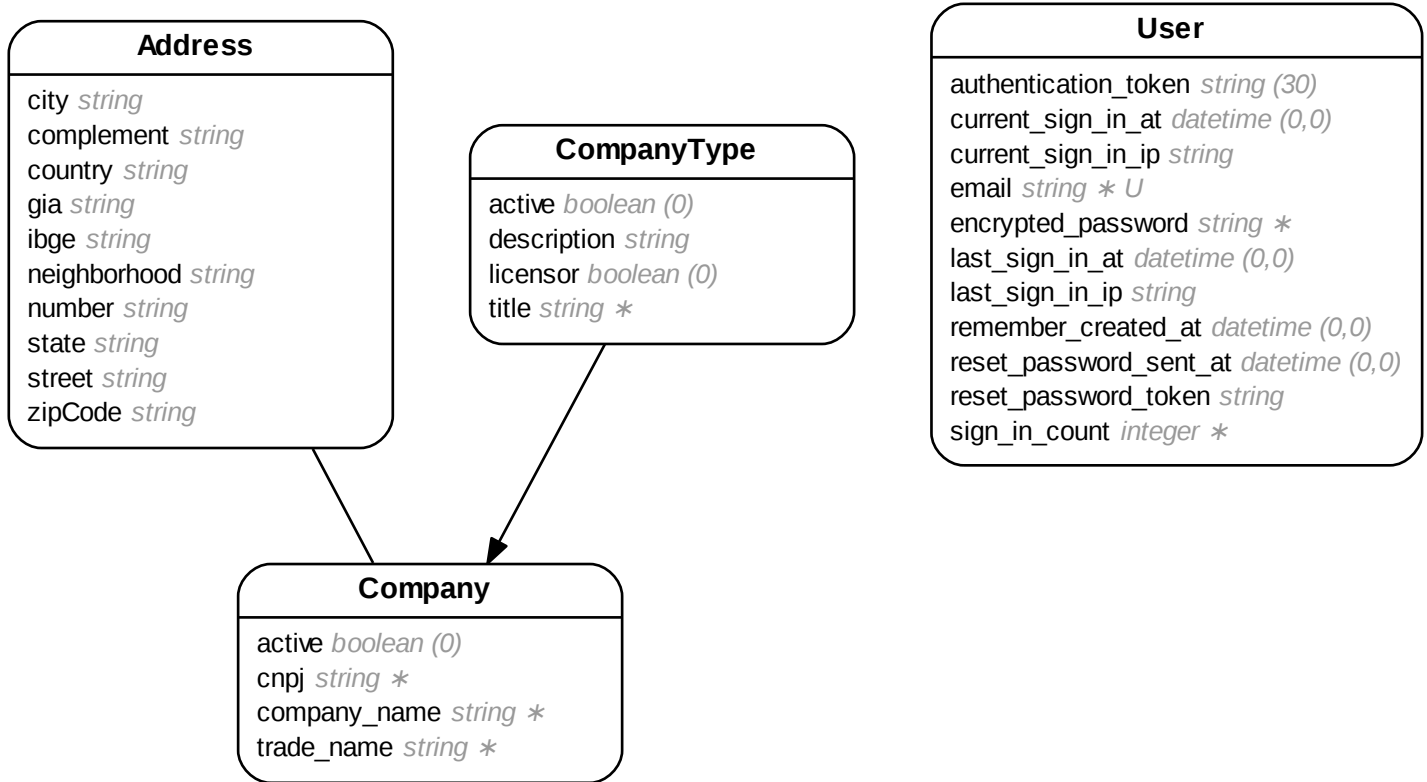 Address
city string
complement string
country string
gia string
ibge string
neighborhood string
number string
state string
street string
zipCode string
CompanyType
active boolean (0)
description string
licensor boolean (0)
title string ∗
User
authentication_token string (30)
current_sign_in_at datetime (0,0)
current_sign_in_ip string
email string ∗ U
encrypted_password string ∗
last_sign_in_at datetime (0,0)
last_sign_in_ip string
remember_created_at datetime (0,0)
reset_password_sent_at datetime (0,0)
reset_password_token string
sign_in_count integer ∗
Company
active boolean (0)
cnpj string ∗
company_name string ∗
trade_name string ∗